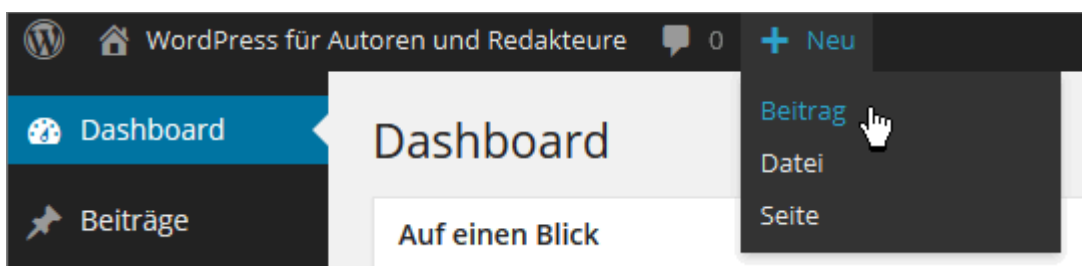 WordPress für Autoren und Redakteure 0 Neu
Dashboard
Beiträge
Dashboard
Auf einen Blick
Beitrag
Datei
Seite